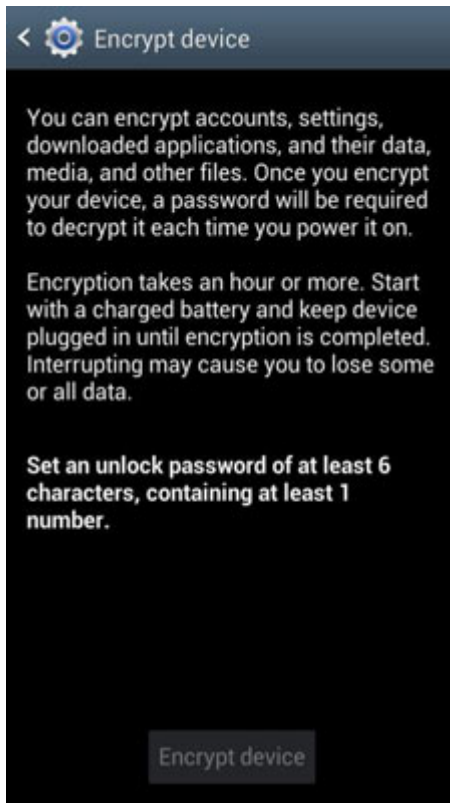 Encrypt device
You can encrypt accounts, settings,
downloaded applications, and their data,
media, and other files. Once you encrypt
your device, a password will be required
to decrypt it each time you power it on.
Encryption takes an hour or more. Start
with a charged battery and keep device
plugged in until encryption is completed.
Interrupting may cause you to lose some
or all data.
Set an unlock password of at least 6
characters, containing at least 1
number.
Encrypt device